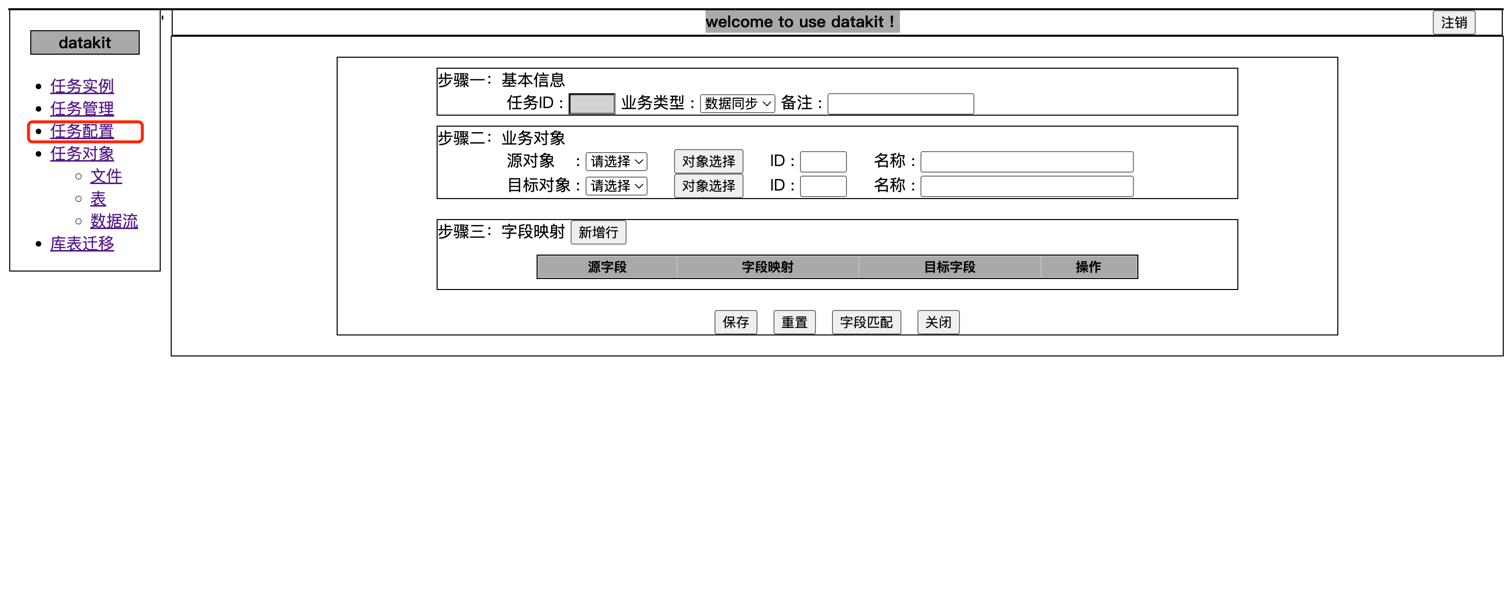 welcome to use datakit！
注销
datakit
任务实例
任务管理
任务配置
任务对象
文件
表
数据流
库表迁移
步骤一：基本信息
任务ID： 业务类型：数据同步 备注：
步骤二：业务对象
源对象 ：请选择 对象选择 ID： 名称：
目标对象：请选择 对象选择 ID： 名称：
步骤三：字段映射 新增行
源字段 字段映射 目标字段 操作
保存 重置 字段匹配 关闭